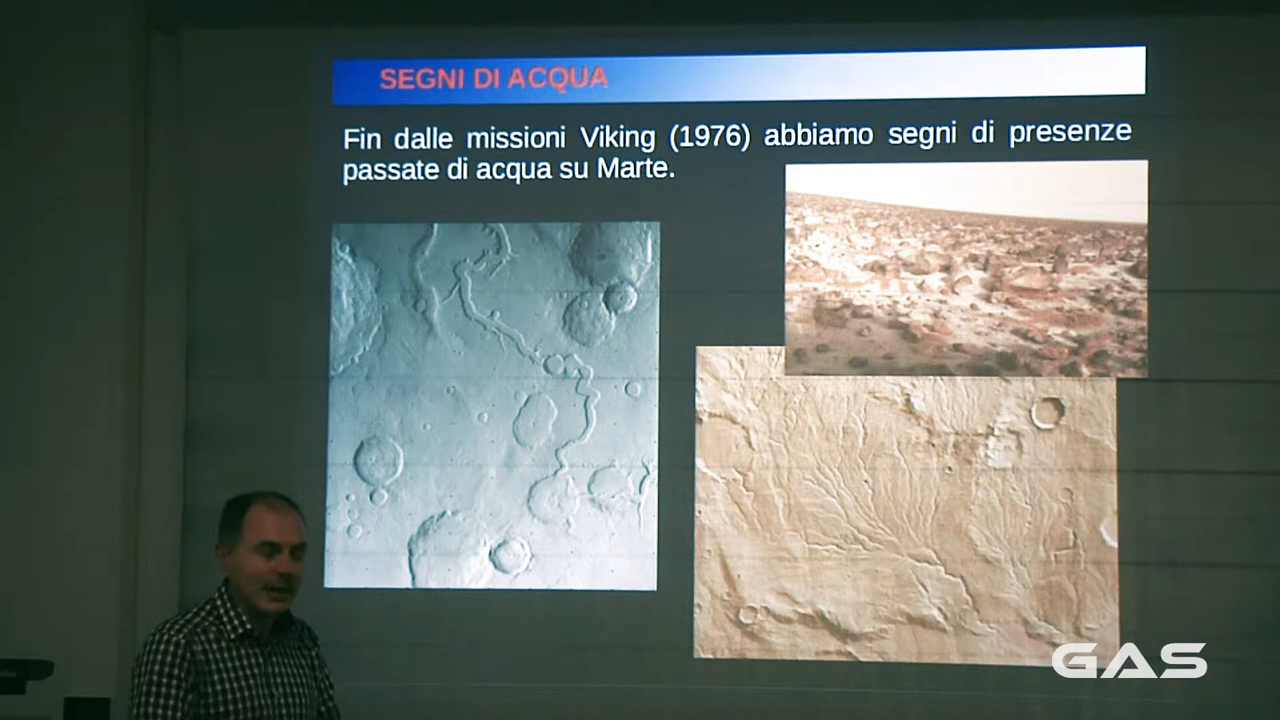 SEGNI DI ACQUA
Fin dalle missioni Viking (1976) abbiamo segni di presenze
passate di acqua su Marte.
GAS